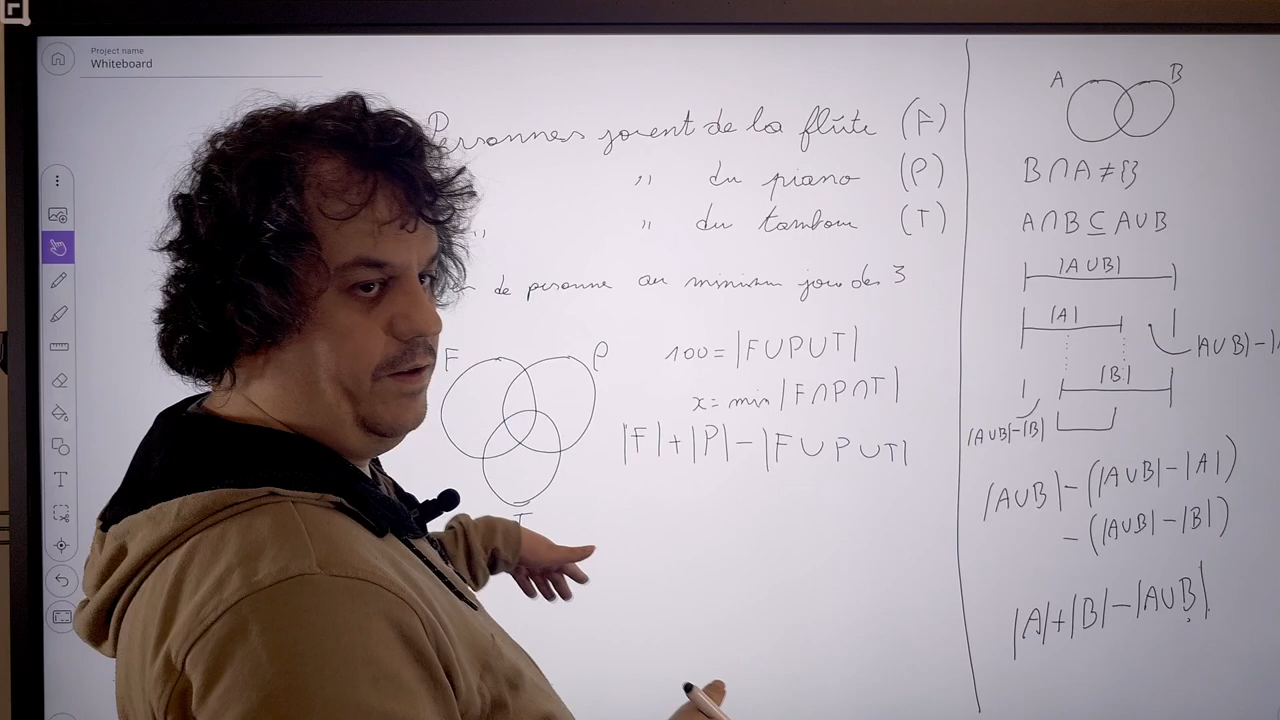 Project name
Whiteboard
Personnes jouent de la flûte (F)
" du piano (P)
" " du tambour (T)
de personne au minimum joue des 3
F P
T
100 = |F∪P∪T|
x = min |F∩P∩T|
|F|+|P|-|F∪P∪T|
A B
B∩A≠{}
A∩B⊆A∪B
|A∪B|
|A|
|A∪B|-|
|B|
|A∪B|-|B|
|A∪B|-(|A∪B|-|A|)
-(|A∪B|-|B|)
|A|+|B|-|A∪B|